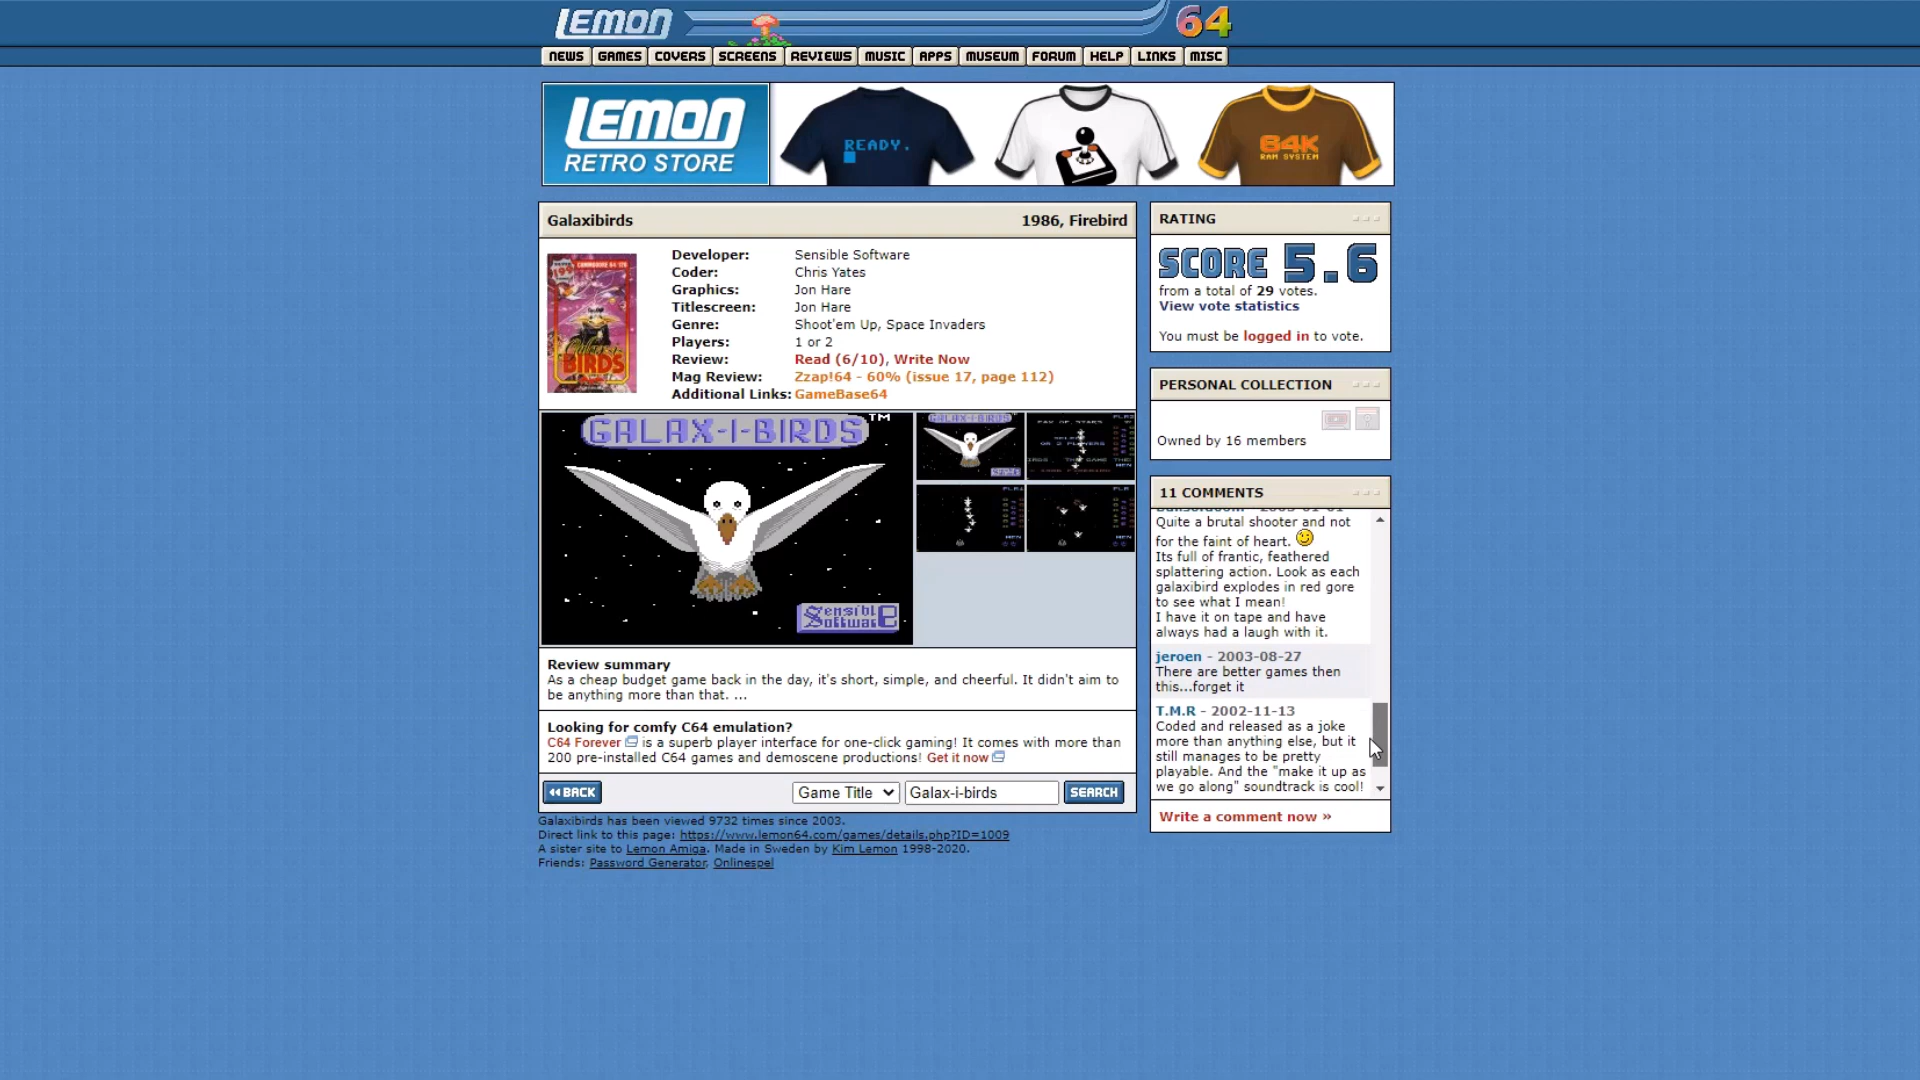 LEMON 64
NEWS GAMES COVERS SCREENS REVIEWS MUSIC APPS MUSEUM FORUM HELP LINKS MISC
LEMON
RETRO STORE
READY.
64K
RAM SYSTEM
Galaxibirds 1986, Firebird
Developer: Sensible Software
Coder: Chris Yates
Graphics: Jon Hare
Titlescreen: Jon Hare
Genre: Shoot'em Up, Space Invaders
Players: 1 or 2
Review: Read (6/10), Write Now
Mag Review: Zzap!64 - 60% (issue 17, page 112)
Additional Links: GameBase64
BIRDS
GALAX-I-BIRDS™
Sensible
Software
Review summary
As a cheap budget game back in the day, it's short, simple, and cheerful. It didn't aim to
be anything more than that. ...
Looking for comfy C64 emulation?
C64 Forever is a superb player interface for one-click gaming! It comes with more than
200 pre-installed C64 games and demoscene productions! Get it now
BACK Game Title Galax-i-birds SEARCH
Galaxibirds has been viewed 9732 times since 2003.
Direct link to this page: https://www.lemon64.com/games/details.php?ID=1009
A sister site to Lemon Amiga. Made in Sweden by Kim Lemon 1998-2020.
Friends: Password Generator, Onlinespel
RATING
SCORE 5.6
from a total of 29 votes.
View vote statistics
You must be logged in to vote.
PERSONAL COLLECTION
Owned by 16 members
11 COMMENTS
Quite a brutal shooter and not
for the faint of heart.
Its full of frantic, feathered
splattering action. Look as each
galaxibird explodes in red gore
to see what I mean!
I have it on tape and have
always had a laugh with it.
jeroen - 2003-08-27
There are better games then
this...forget it
T.M.R - 2002-11-13
Coded and released as a joke
more than anything else, but it
still manages to be pretty
playable. And the "make it up as
we go along" soundtrack is cool!
Write a comment now »